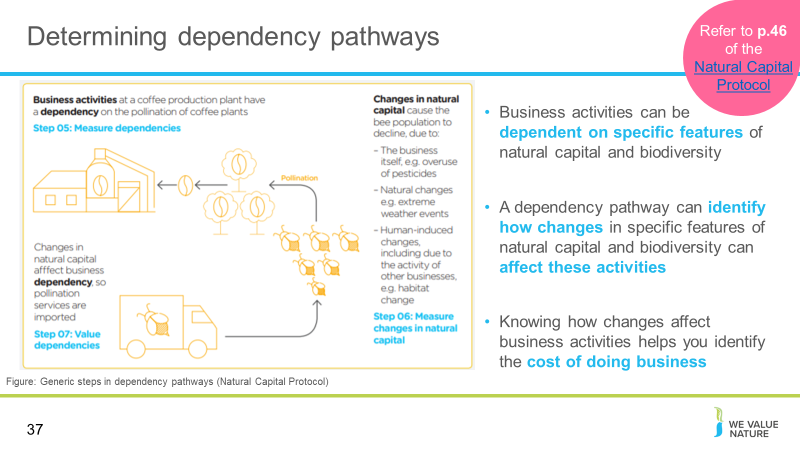 Determining dependency pathways
Refer to p.46
of the
Natural Capital
Protocol
Business activities at a coffee production plant have
a dependency on the pollination of coffee plants
Step 05: Measure dependencies
Pollination
Changes in
natural capital
afffect business
dependency, so
pollination
services are
imported
Step 07: Value
dependencies
Changes in natural
capital cause the
bee population to
decline, due to:
– The business
itself, e.g. overuse
of pesticides
– Natural changes
e.g. extreme
weather events
– Human-induced
changes,
including due to
the activity of
other businesses,
e.g. habitat
change
Step 06: Measure
changes in natural
capital
Figure: Generic steps in dependency pathways (Natural Capital Protocol)
• Business activities can be
dependent on specific features of
natural capital and biodiversity
• A dependency pathway can identify
how changes in specific features of
natural capital and biodiversity can
affect these activities
• Knowing how changes affect
business activities helps you identify
the cost of doing business
37
WE VALUE
NATURE